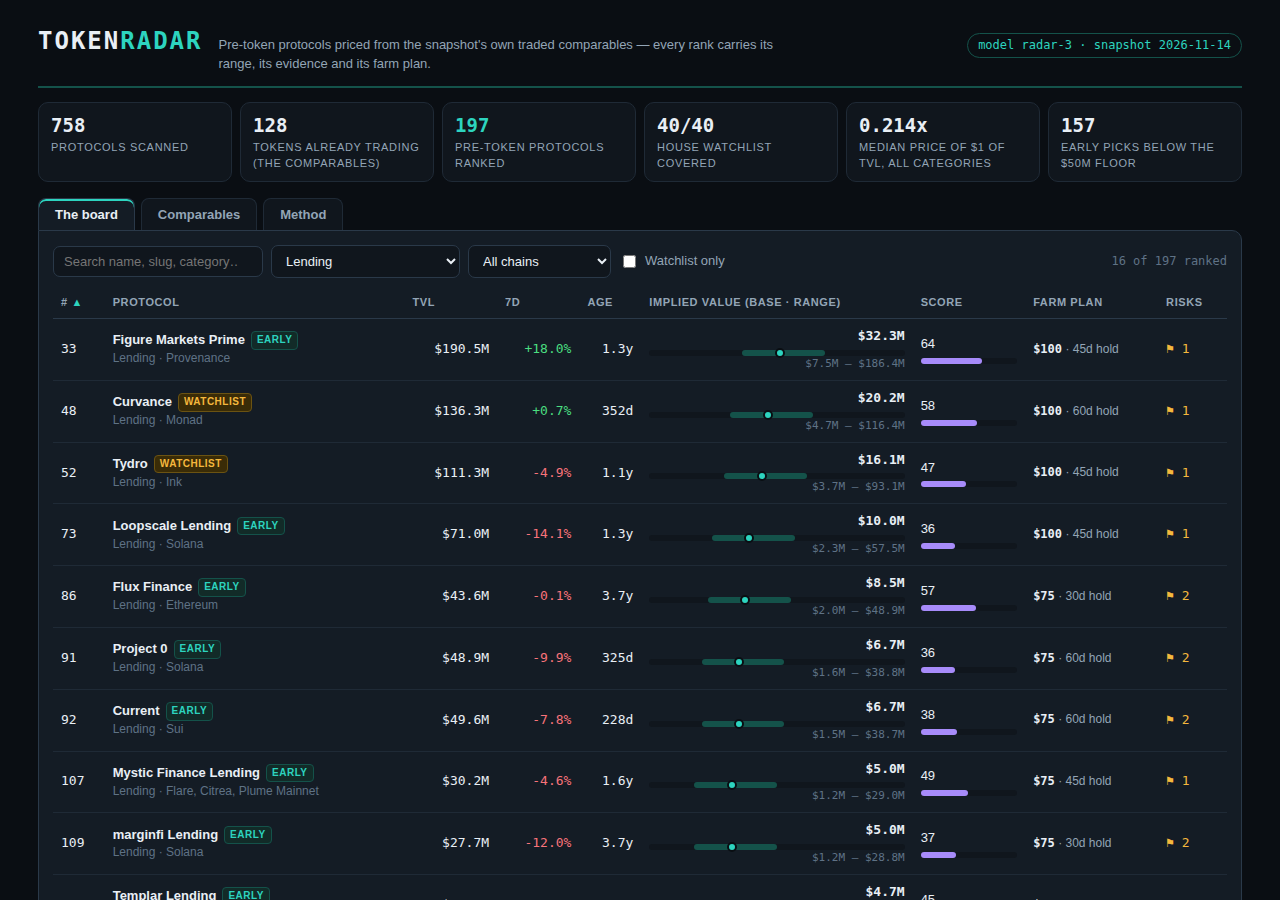 TOKENRADAR
Pre-token protocols priced from the snapshot's own traded comparables — every rank carries its
range, its evidence and its farm plan.
model radar-3 · snapshot 2026-11-14
758
PROTOCOLS SCANNED
128
TOKENS ALREADY TRADING
(THE COMPARABLES)
197
PRE-TOKEN PROTOCOLS
RANKED
40/40
HOUSE WATCHLIST
COVERED
0.214x
MEDIAN PRICE OF $1 OF
TVL, ALL CATEGORIES
157
EARLY PICKS BELOW THE
$50M FLOOR
The board
Comparables
Method
Search name, slug, category..
Lending
All chains
Watchlist only
16 of 197 ranked
# ▲ PROTOCOL TVL 7D AGE IMPLIED VALUE (BASE · RANGE) SCORE FARM PLAN RISKS
33 Figure Markets Prime EARLY $190.5M +18.0% 1.3y $32.3M 64 $100 · 45d hold ⚑ 1
Lending · Provenance $7.5M — $186.4M
48 Curvance WATCHLIST $136.3M +0.7% 352d $20.2M 58 $100 · 60d hold ⚑ 1
Lending · Monad $4.7M — $116.4M
52 Tydro WATCHLIST $111.3M -4.9% 1.1y $16.1M 47 $100 · 45d hold ⚑ 1
Lending · Ink $3.7M — $93.1M
73 Loopscale Lending EARLY $71.0M -14.1% 1.3y $10.0M 36 $100 · 45d hold ⚑ 1
Lending · Solana $2.3M — $57.5M
86 Flux Finance EARLY $43.6M -0.1% 3.7y $8.5M 57 $75 · 30d hold ⚑ 2
Lending · Ethereum $2.0M — $48.9M
91 Project 0 EARLY $48.9M -9.9% 325d $6.7M 36 $75 · 60d hold ⚑ 2
Lending · Solana $1.6M — $38.8M
92 Current EARLY $49.6M -7.8% 228d $6.7M 38 $75 · 60d hold ⚑ 2
Lending · Sui $1.5M — $38.7M
107 Mystic Finance Lending EARLY $30.2M -4.6% 1.6y $5.0M 49 $75 · 45d hold ⚑ 1
Lending · Flare, Citrea, Plume Mainnet $1.2M — $29.0M
109 marginfi Lending EARLY $27.7M -12.0% 3.7y $5.0M 37 $75 · 30d hold ⚑ 2
Lending · Solana $1.2M — $28.8M
Templar Lending EARLY $4.7M 45